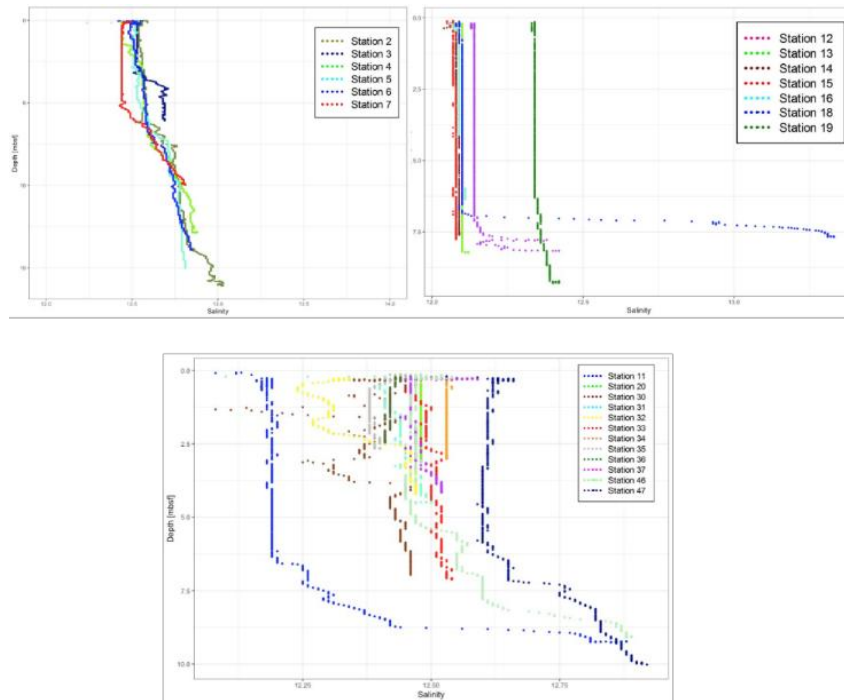 Station 2
Station 3
Station 4
Station 5
Station 6
Station 7
Depth [mbsf]
Salinity
Station 12
Station 13
Station 14
Station 15
Station 16
Station 18
Station 19
0.0
2.5
5.0
7.5
12.0 12.5 13.0
Salinity
Station 11
Station 20
Station 30
Station 31
Station 32
Station 33
Station 34
Station 35
Station 36
Station 37
Station 46
Station 47
0.0
2.5
5.0
7.5
10.0
Depth [mbsf]
12.25 12.50 12.75
Salinity